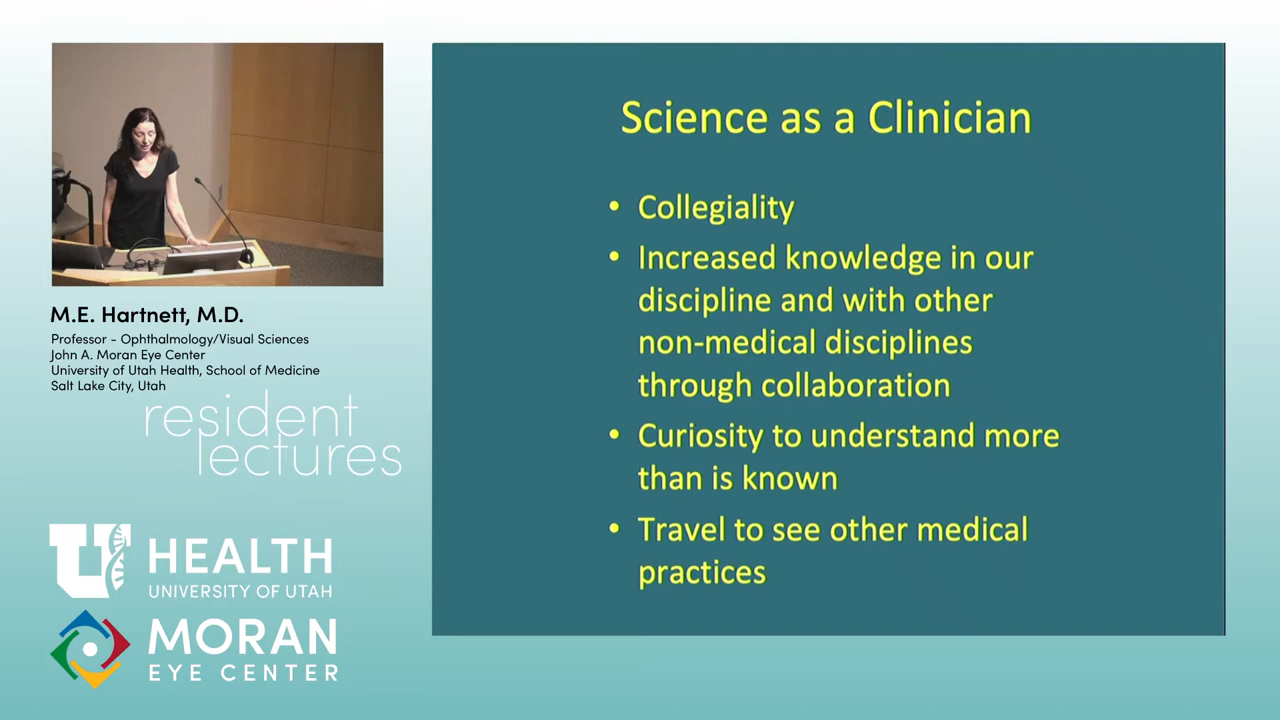 Science as a Clinician
• Collegiality
• Increased knowledge in our
discipline and with other
non-medical disciplines
through collaboration
• Curiosity to understand more
than is known
• Travel to see other medical
practices
M.E. Hartnett, M.D.
Professor - Ophthalmology/Visual Sciences
John A. Moran Eye Center
University of Utah Health, School of Medicine
Salt Lake City, Utah
resident
lectures
U HEALTH
UNIVERSITY OF UTAH
MORAN
EYE CENTER